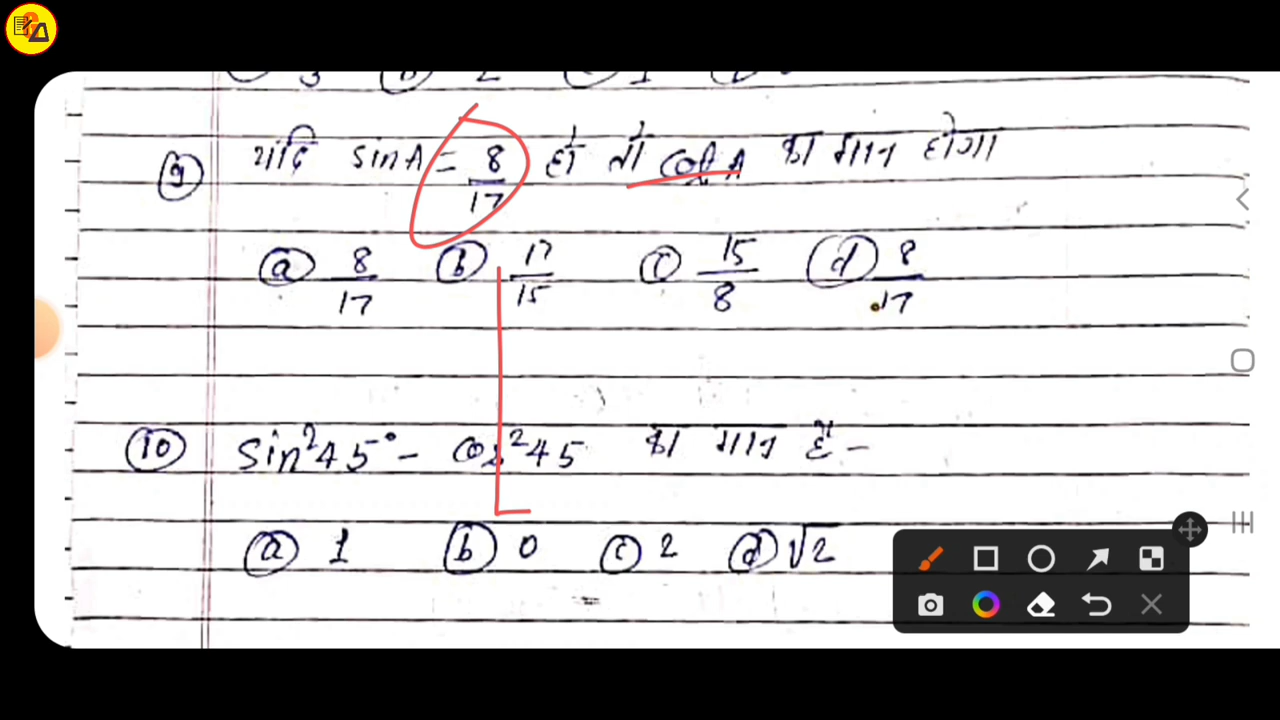 ⑨ यदि sinA = 8/17 हो तो cotA का मान होगा
ⓐ 8/17 ⓑ 17/15 ⓒ 15/8 ⓓ 8/17
⑩ sin²45° - cos²45 का मान है -
ⓐ 1 ⓑ 0 ⓒ 2 ⓓ √2